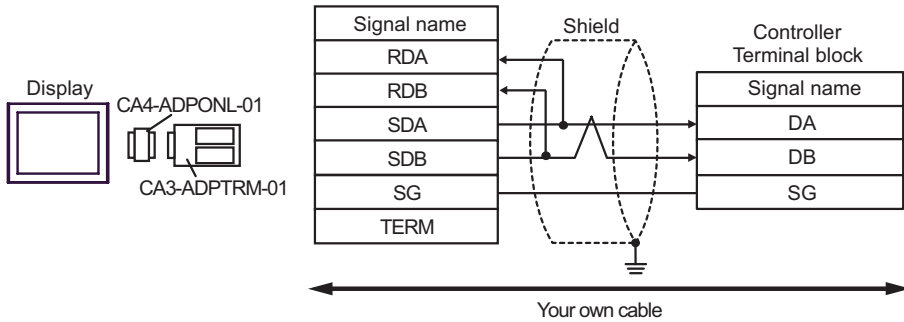 Display
CA4-ADPONL-01
CA3-ADPTRM-01
Signal name
RDA
RDB
SDA
SDB
SG
TERM
Shield
Controller
Terminal block
Signal name
DA
DB
SG
Your own cable